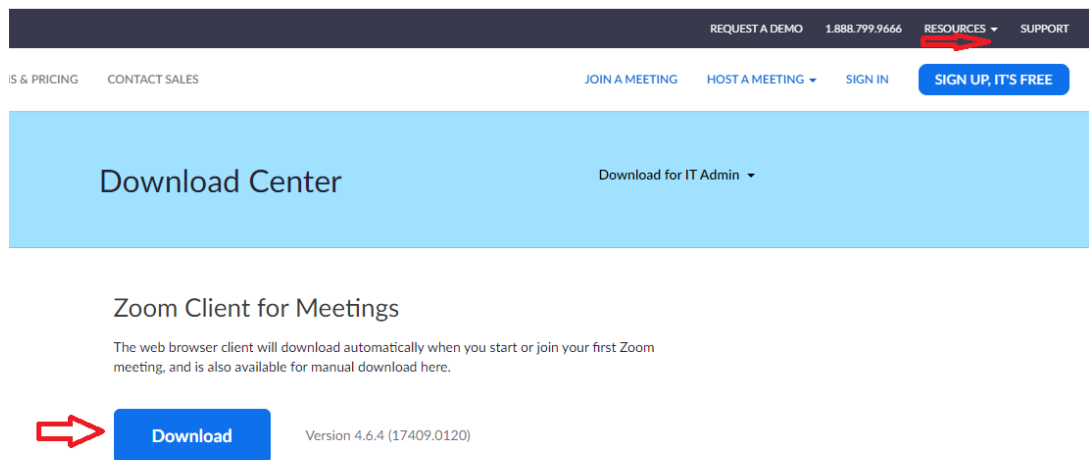 REQUEST A DEMO 1.888.799.9666 RESOURCES SUPPORT
& PRICING CONTACT SALES JOIN A MEETING HOST A MEETING SIGN IN SIGN UP, IT'S FREE
Download Center Download for IT Admin
Zoom Client for Meetings
The web browser client will download automatically when you start or join your first Zoom
meeting, and is also available for manual download here.
Download Version 4.6.4 (17409.0120)